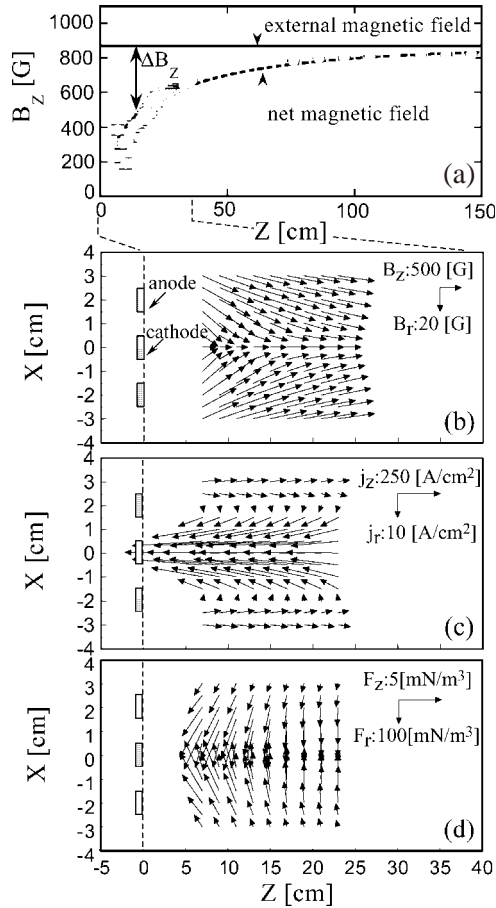 1000
800
600
400
200
0
B_Z [G]
external magnetic field
ΔB_Z
net magnetic field
(a)
0 50 100 150
Z [cm]
4
3
2
1
0
-1
-2
-3
-4
X [cm]
anode
cathode
B_Z:500 [G]
B_r:20 [G]
(b)
4
3
2
1
0
-1
-2
-3
-4
X [cm]
j_Z:250 [A/cm²]
j_r:10 [A/cm²]
(c)
4
3
2
1
0
-1
-2
-3
-4
X [cm]
F_Z:5[mN/m³]
F_r:100[mN/m³]
(d)
-5 0 5 10 15 20 25 30 35 40
Z [cm]